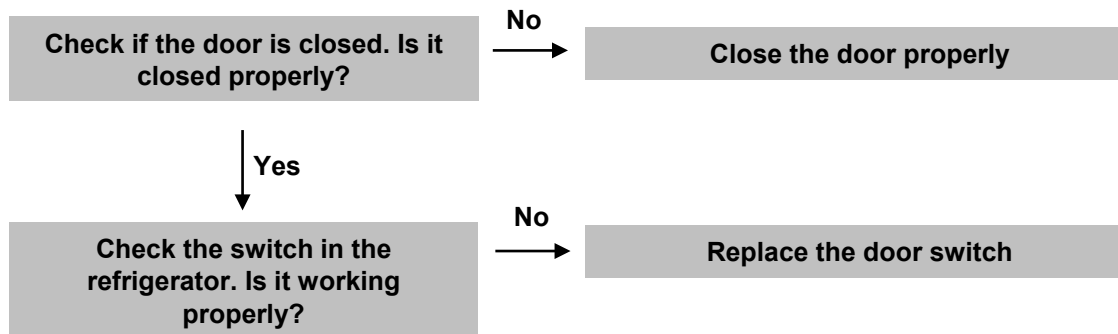 Check if the door is closed. Is it
closed properly?
No
Close the door properly
Yes
Check the switch in the
refrigerator. Is it working
properly?
No
Replace the door switch